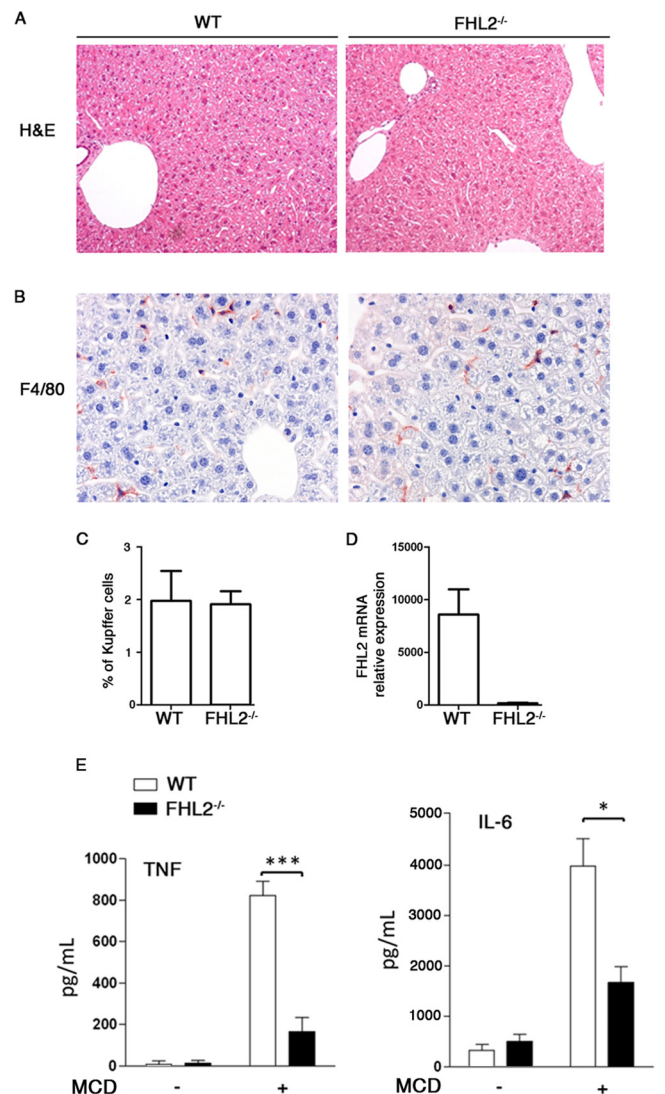 A
WT
FHL2-/-
H&E
B
F4/80
C
% of Kupffer cells
3
2
1
0
WT
FHL2-/-
D
FHL2 mRNA
relative expression
15000
10000
5000
0
WT
FHL2-/-
E
WT
FHL2-/-
TNF
pg/mL
1000
800
600
400
200
0
***
MCD - +
IL-6
pg/mL
5000
4000
3000
2000
1000
0
*
MCD - +